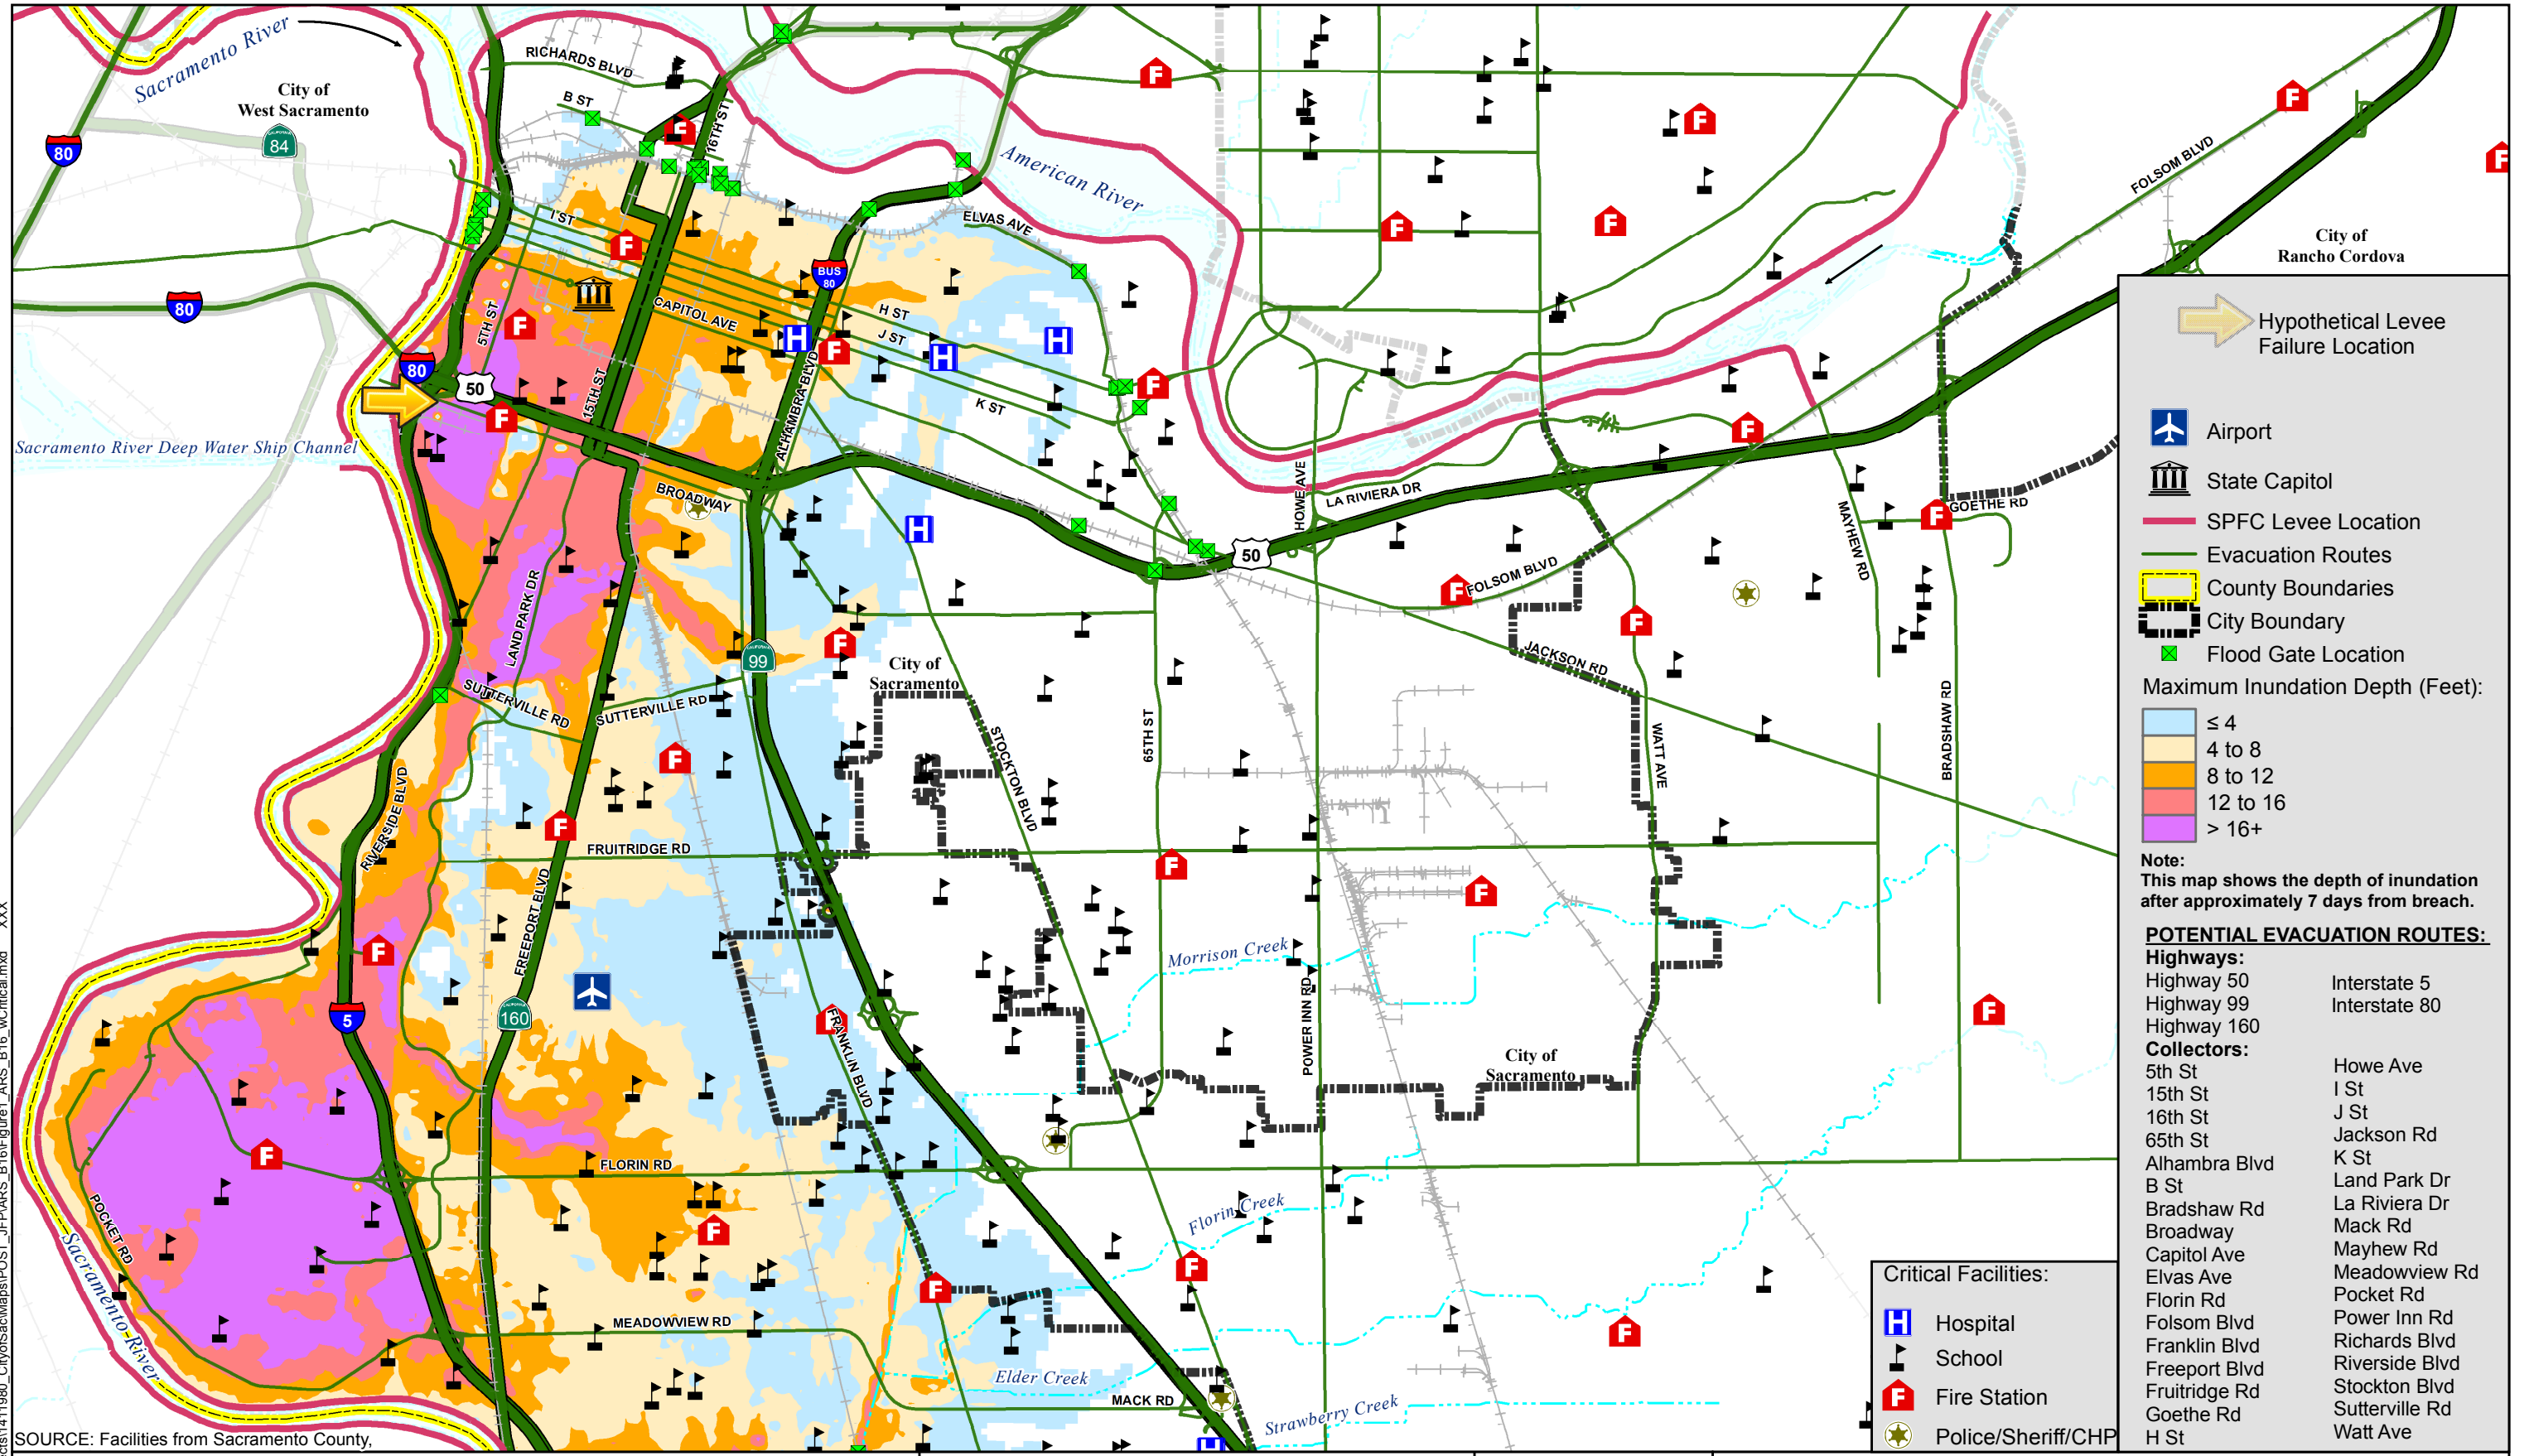 Sacramento River
City of
West Sacramento
84
80
80
80
RICHARDS BLVD
B ST
16TH ST
I ST
American River
ELVAS AVE
BUS
80
5TH ST
CAPITOL AVE
H ST
J ST
K ST
15TH ST
ALHAMBRA BLVD
50
Sacramento River Deep Water Ship Channel
BROADWAY
HOWE AVE
LA RIVIERA DR
FOLSOM BLVD
City of
Rancho Cordova
MAYHEW RD
GOETHE RD
50
FOLSOM BLVD
JACKSON RD
LAND PARK DR
99
City of
Sacramento
SUTTERVILLE RD
SUTTERVILLE RD
STOCKTON BLVD
65TH ST
WATT AVE
BRADSHAW RD
RIVERSIDE BLVD
FRUITRIDGE RD
FREEPORT BLVD
Morrison Creek
POWER INN RD
5
160
FRANKLIN BLVD
City of
Sacramento
FLORIN RD
POCKET RD
Florin Creek
Sacramento River
MEADOWVIEW RD
Elder Creek
MACK RD
Strawberry Creek
SOURCE: Facilities from Sacramento County,
Hypothetical Levee
Failure Location
Airport
State Capitol
SPFC Levee Location
Evacuation Routes
County Boundaries
City Boundary
Flood Gate Location
Maximum Inundation Depth (Feet):
≤ 4
4 to 8
8 to 12
12 to 16
> 16+
Note:
This map shows the depth of inundation
after approximately 7 days from breach.
POTENTIAL EVACUATION ROUTES:
Highways:
Highway 50
Highway 99
Highway 160
Interstate 5
Interstate 80
Collectors:
5th St
15th St
16th St
65th St
Alhambra Blvd
B St
Bradshaw Rd
Broadway
Capitol Ave
Elvas Ave
Florin Rd
Folsom Blvd
Franklin Blvd
Freeport Blvd
Fruitridge Rd
Goethe Rd
H St
Howe Ave
I St
J St
Jackson Rd
K St
Land Park Dr
La Riviera Dr
Mack Rd
Mayhew Rd
Meadowview Rd
Pocket Rd
Power Inn Rd
Richards Blvd
Riverside Blvd
Stockton Blvd
Sutterville Rd
Watt Ave
Critical Facilities:
H Hospital
School
F Fire Station
Police/Sheriff/CHP